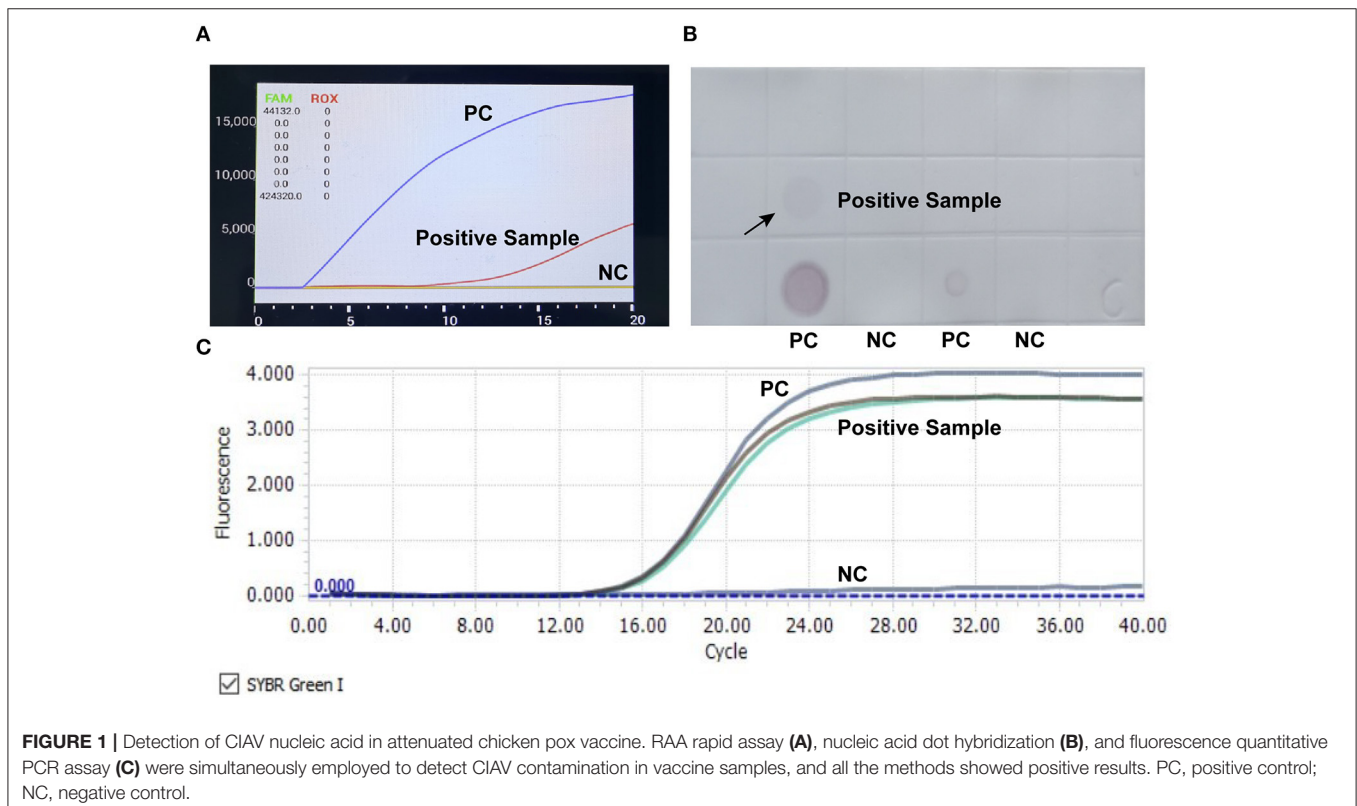 A
FAM ROX
44132.0 0
0.0 0
0.0 0
0.0 0
0.0 0
0.0 0
0.0 0
424320.0 0
15,000
10,000
5,000
0
PC
Positive Sample
NC
0 5 10 15 20
B
Positive Sample
PC NC PC NC
C
4.000
3.000
2.000
1.000
0.000
Fluorescence
0.000
PC
Positive Sample
NC
0.00 4.00 8.00 12.00 16.00 20.00 24.00 28.00 32.00 36.00 40.00
Cycle
SYBR Green I
FIGURE 1 | Detection of CIAV nucleic acid in attenuated chicken pox vaccine. RAA rapid assay (A), nucleic acid dot hybridization (B), and fluorescence quantitative
PCR assay (C) were simultaneously employed to detect CIAV contamination in vaccine samples, and all the methods showed positive results. PC, positive control;
NC, negative control.